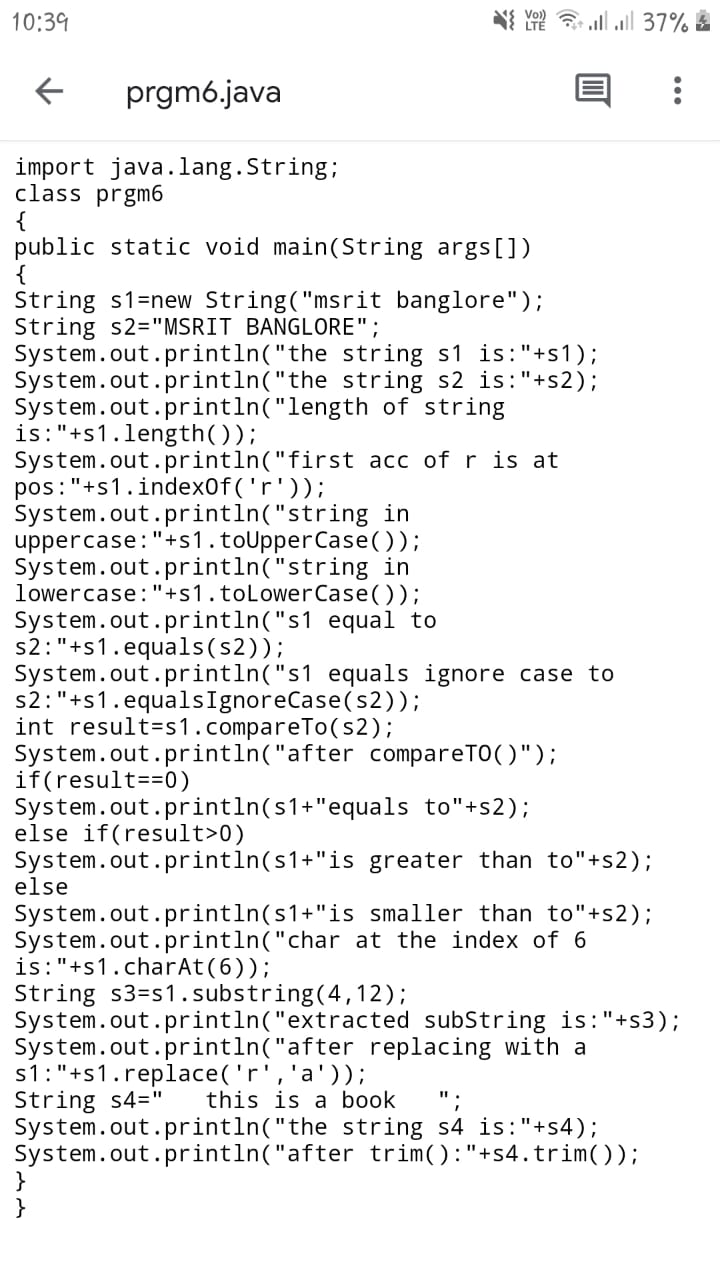 10:39
Vo)) LTE 37%
prgm6.java
import java.lang.String;
class prgm6
{
public static void main(String args[])
{
String s1=new String("msrit banglore");
String s2="MSRIT BANGLORE";
System.out.println("the string s1 is:"+s1);
System.out.println("the string s2 is:"+s2);
System.out.println("length of string
is:"+s1.length());
System.out.println("first acc of r is at
pos:"+s1.indexOf('r'));
System.out.println("string in
uppercase:"+s1.toUpperCase());
System.out.println("string in
lowercase:"+s1.toLowerCase());
System.out.println("s1 equal to
s2:"+s1.equals(s2));
System.out.println("s1 equals ignore case to
s2:"+s1.equalsIgnoreCase(s2));
int result=s1.compareTo(s2);
System.out.println("after compareTO()");
if(result==0)
System.out.println(s1+"equals to"+s2);
else if(result>0)
System.out.println(s1+"is greater than to"+s2);
else
System.out.println(s1+"is smaller than to"+s2);
System.out.println("char at the index of 6
is:"+s1.charAt(6));
String s3=s1.substring(4,12);
System.out.println("extracted subString is:"+s3);
System.out.println("after replacing with a
s1:"+s1.replace('r','a'));
String s4="   this is a book   ";
System.out.println("the string s4 is:"+s4);
System.out.println("after trim():"+s4.trim());
}
}